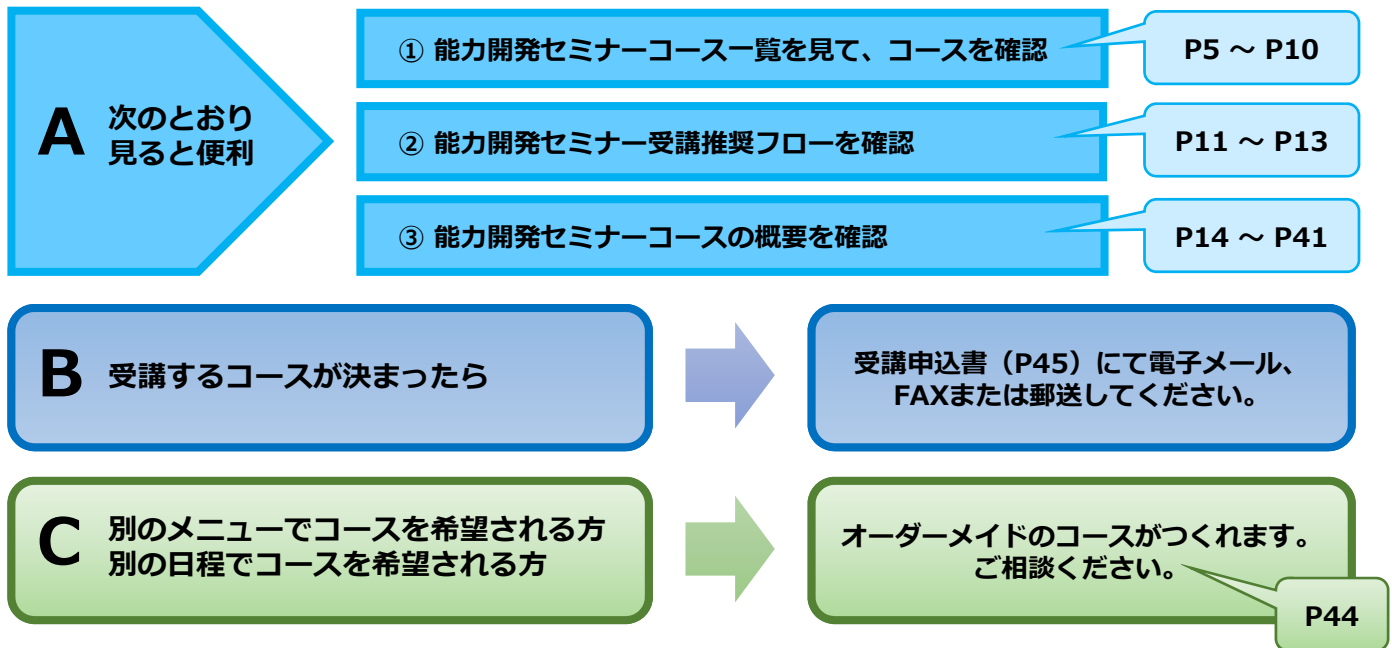 A
次のとおり
見ると便利
① 能力開発セミナーコース一覧を見て、コースを確認
P5 ～ P10
② 能力開発セミナー受講推奨フローを確認
P11 ～ P13
③ 能力開発セミナーコースの概要を確認
P14 ～ P41
B
受講するコースが決まったら
受講申込書（P45）にて電子メール、
FAXまたは郵送してください。
C
別のメニューでコースを希望される方
別の日程でコースを希望される方
オーダーメイドのコースがつくれます。
ご相談ください。
P44